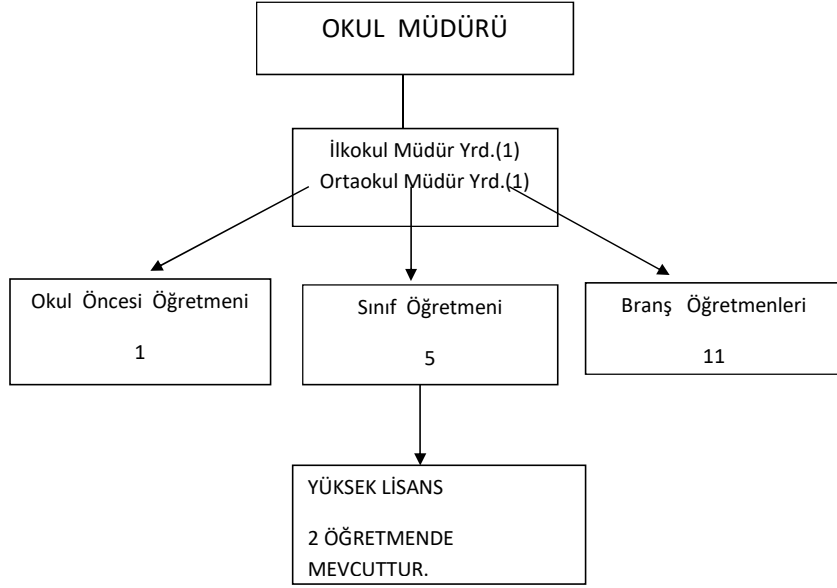 OKUL MÜDÜRÜ
İlkokul Müdür Yrd.(1)
Ortaokul Müdür Yrd.(1)
Okul Öncesi Öğretmeni
1
Sınıf Öğretmeni
5
Branş Öğretmenleri
11
YÜKSEK LİSANS
2 ÖĞRETMENDE
MEVCUTTUR.